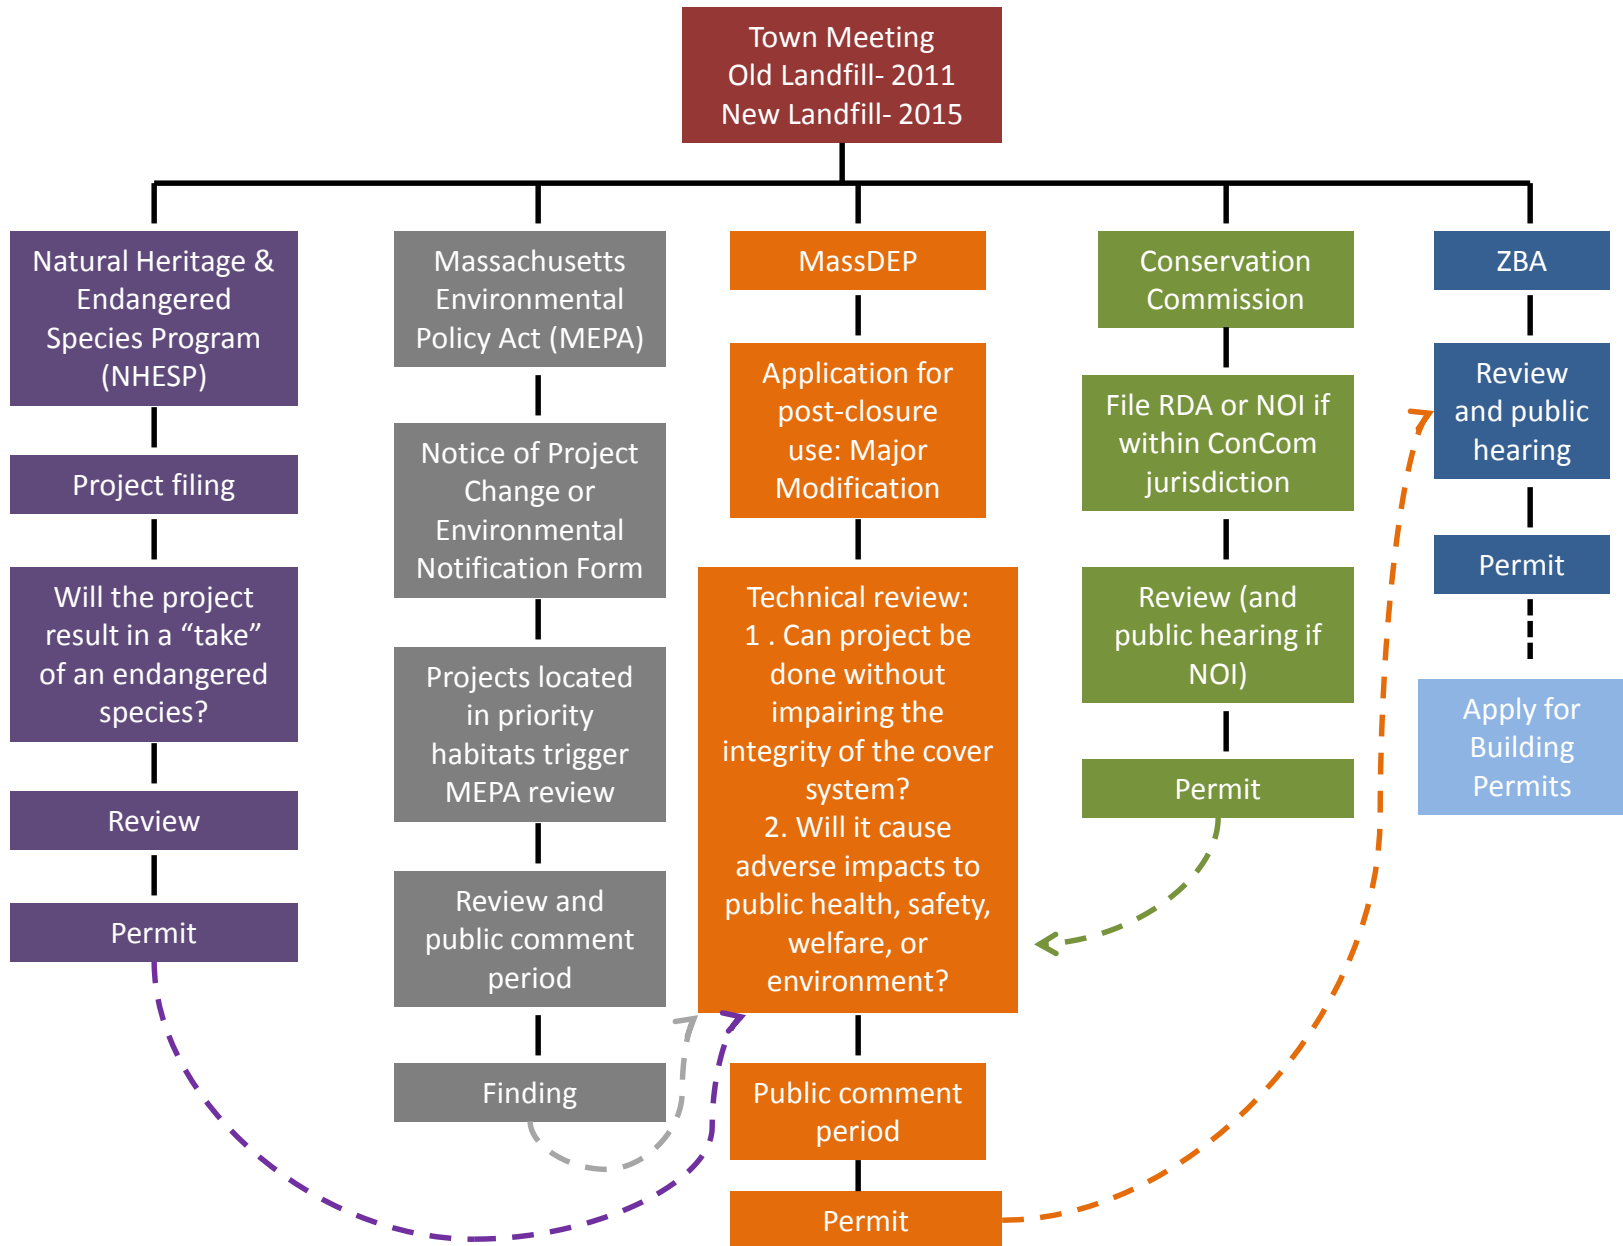 Town Meeting
Old Landfill- 2011
New Landfill- 2015
Natural Heritage &
Endangered
Species Program
(NHESP)
Project filing
Will the project
result in a “take”
of an endangered
species?
Review
Permit
Massachusetts
Environmental
Policy Act (MEPA)
Notice of Project
Change or
Environmental
Notification Form
Projects located
in priority
habitats trigger
MEPA review
Review and
public comment
period
Finding
MassDEP
Application for
post-closure
use: Major
Modification
Technical review:
1 . Can project be
done without
impairing the
integrity of the cover
system?
2. Will it cause
adverse impacts to
public health, safety,
welfare, or
environment?
Public comment
period
Permit
Conservation
Commission
File RDA or NOI if
within ConCom
jurisdiction
Review (and
public hearing if
NOI)
Permit
ZBA
Review
and public
hearing
Permit
Apply for
Building
Permits